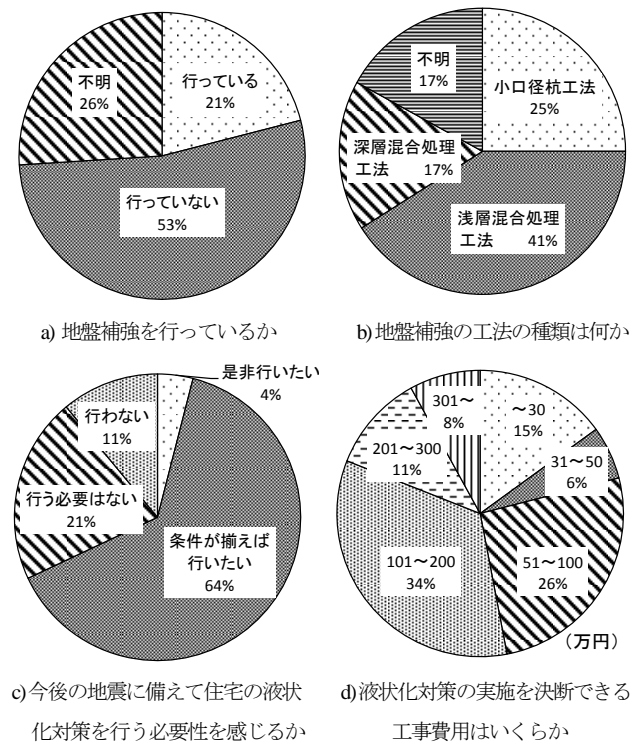 不明
26%
行っている
21%
行っていない
53%
a) 地盤補強を行っているか
不明
17%
小口径杭工法
25%
深層混合処理
工法 17%
浅層混合処理
工法 41%
b)地盤補強の工法の種類は何か
是非行いたい
4%
行わない
11%
行う必要はない
21%
条件が揃えば
行いたい
64%
c)今後の地震に備えて住宅の液状
化対策を行う必要性を感じるか
301～
8%
～30
15%
201～300
11%
31～50
6%
101～200
34%
51～100
26%
(万円)
d)液状化対策の実施を決断できる
工事費用はいくらか